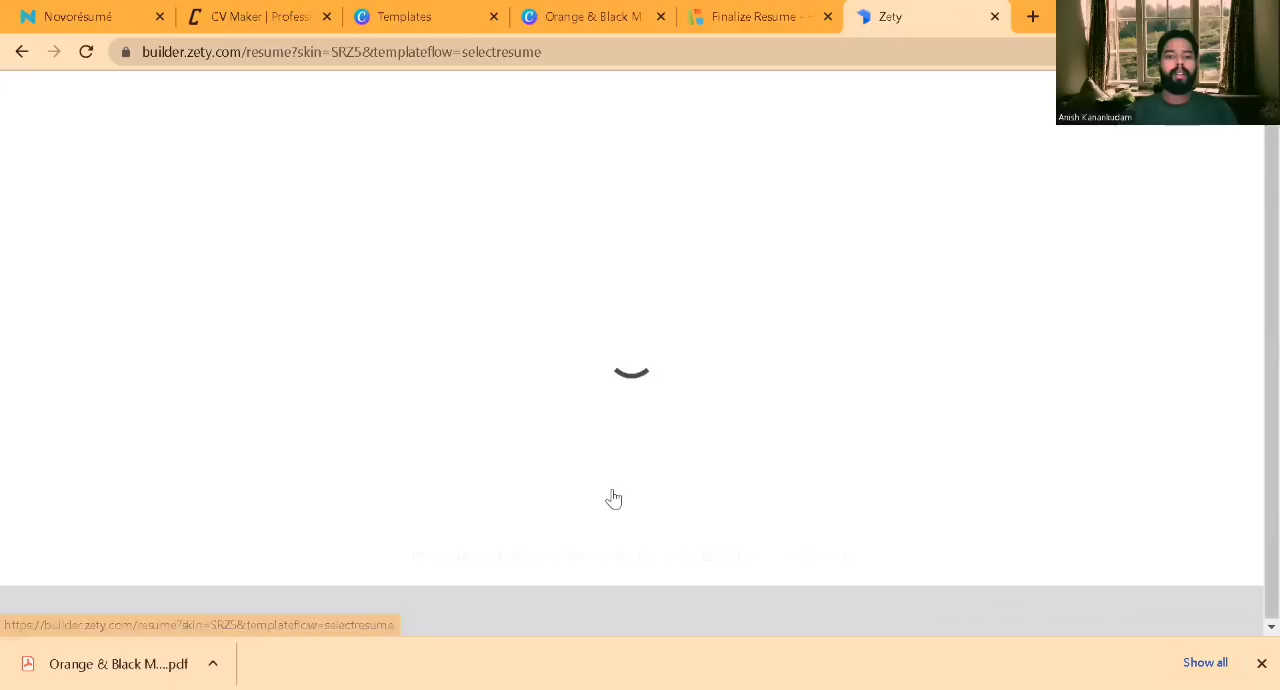 Novorésumé
CV Maker | Profess
Templates
Orange & Black M
Finalize Resume - H
Zety
builder.zety.com/resume?skin=SRZ5&templateflow=selectresume
Anish Kanankudam
https://builder.zety.com/resume?skin=SRZ5&templateflow=selectresume
Orange & Black M....pdf
Show all